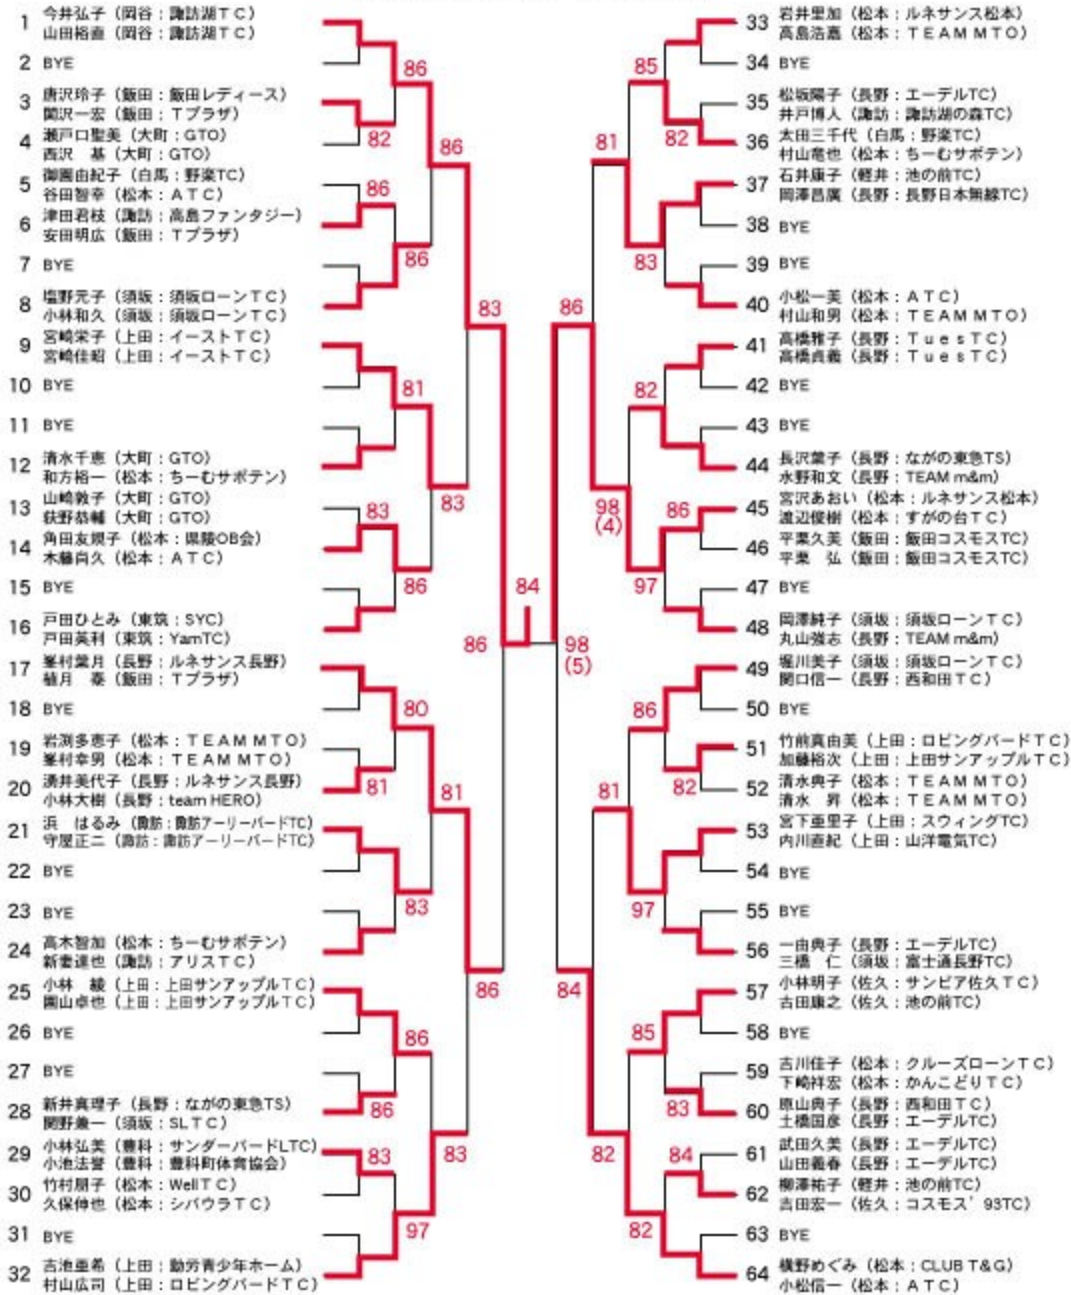 1 今井弘子（岡谷：諏訪湖ＴＣ）
山田裕直（岡谷：諏訪湖ＴＣ）
2 BYE
3 唐沢玲子（飯田：飯田レディース）
関沢一宏（飯田：Ｔプラザ）
4 瀬戸口聖美（大町：GTO）
西沢　基（大町：GTO）
5 御園由紀子（白馬：野楽TC）
谷田智幸（松本：ＡＴＣ）
6 津田君枝（諏訪：高島ファンタジー）
安田明広（飯田：Ｔプラザ）
7 BYE
8 塩野元子（須坂：須坂ローンＴＣ）
小林和久（須坂：須坂ローンＴＣ）
9 宮崎栄子（上田：イーストＴＣ）
宮崎佳昭（上田：イーストＴＣ）
10 BYE
11 BYE
12 清水千恵（大町：GTO）
和方裕一（松本：ちーむサボテン）
13 山崎敦子（大町：GTO）
荻野恭輔（大町：GTO）
14 角田友規子（松本：県陵OB会）
木藤尚久（松本：ＡＴＣ）
15 BYE
16 戸田ひとみ（東筑：SYC）
戸田英利（東筑：YamTC）
17 峯村葉月（長野：ルネサンス長野）
植月　泰（飯田：Ｔプラザ）
18 BYE
19 岩渕多恵子（松本：ＴＥＡＭ ＭＴＯ）
峯村幸男（松本：ＴＥＡＭ ＭＴＯ）
20 湧井美代子（長野：ルネサンス長野）
小林大樹（長野：team HERO）
21 浜　はるみ（諏訪：諏訪アーリーバードTC）
守屋正二（諏訪：諏訪アーリーバードTC）
22 BYE
23 BYE
24 高木智加（松本：ちーむサボテン）
新妻達也（諏訪：アリスＴＣ）
25 小林　綾（上田：上田サンアップルＴＣ）
園山卓也（上田：上田サンアップルＴＣ）
26 BYE
27 BYE
28 新井真理子（長野：ながの東急TS）
関野兼一（須坂：SLＴＣ）
29 小林弘美（豊科：サンダーバードLTC）
小池法誉（豊科：豊科町体育協会）
30 竹村朋子（松本：WellＴＣ）
久保伸也（松本：シバウラＴＣ）
31 BYE
32 吉池亜希（上田：勤労青少年ホーム）
村山広司（上田：ロビングバードＴＣ）
86
82
86
86
86
81
83
83
86
83
80
81
81
83
86
86
83
97
83
86
86
84
98
(5)
33 岩井里加（松本：ルネサンス松本）
高島浩嘉（松本：ＴＥＡＭ ＭＴＯ）
34 BYE
35 松坂陽子（長野：エーデルTC）
井戸博人（諏訪：諏訪湖の森TC）
36 太田三千代（白馬：野楽TC）
村山竜也（松本：ちーむサボテン）
37 石井康子（軽井：池の前TC）
岡澤昌廣（長野：長野日本無線TC）
38 BYE
39 BYE
40 小松一美（松本：ＡＴＣ）
村山和男（松本：ＴＥＡＭ ＭＴＯ）
41 高橋雅子（長野：ＴｕｅｓＴＣ）
高橋貞義（長野：ＴｕｅｓＴＣ）
42 BYE
43 BYE
44 長沢葉子（長野：ながの東急TS）
水野和文（長野：TEAM m&m）
45 宮沢あおい（松本：ルネサンス松本）
渡辺俊樹（松本：すがの台ＴＣ）
46 平栗久美（飯田：飯田コスモスTC）
平栗　弘（飯田：飯田コスモスTC）
47 BYE
48 岡澤純子（須坂：須坂ローンＴＣ）
丸山強志（長野：TEAM m&m）
49 堀川美子（須坂：須坂ローンＴＣ）
関口信一（長野：西和田ＴＣ）
50 BYE
51 竹前真由美（上田：ロビングバードＴＣ）
加藤裕次（上田：上田サンアップルＴＣ）
52 清水典子（松本：ＴＥＡＭ ＭＴＯ）
清水　昇（松本：ＴＥＡＭ ＭＴＯ）
53 宮下亜里子（上田：スウィングTC）
内川直紀（上田：山洋電気TC）
54 BYE
55 BYE
56 一由典子（長野：エーデルTC）
三橋　仁（須坂：富士通長野TC）
57 小林明子（佐久：サンピア佐久ＴＣ）
古田康之（佐久：池の前TC）
58 BYE
59 吉川佳子（松本：クルーズローンＴＣ）
下崎祥宏（松本：かんこどりＴＣ）
60 原山典子（長野：西和田ＴＣ）
土橋国彦（長野：エーデルTC）
61 武田久美（長野：エーデルTC）
山田義春（長野：エーデルTC）
62 柳澤祐子（軽井：池の前TC）
吉田宏一（佐久：コスモス’93TC）
63 BYE
64 横野めぐみ（松本：CLUB T&G）
小松信一（松本：ＡＴＣ）
85
82
81
83
86
82
98
(4)
86
97
86
82
81
97
84
85
83
82
84
82